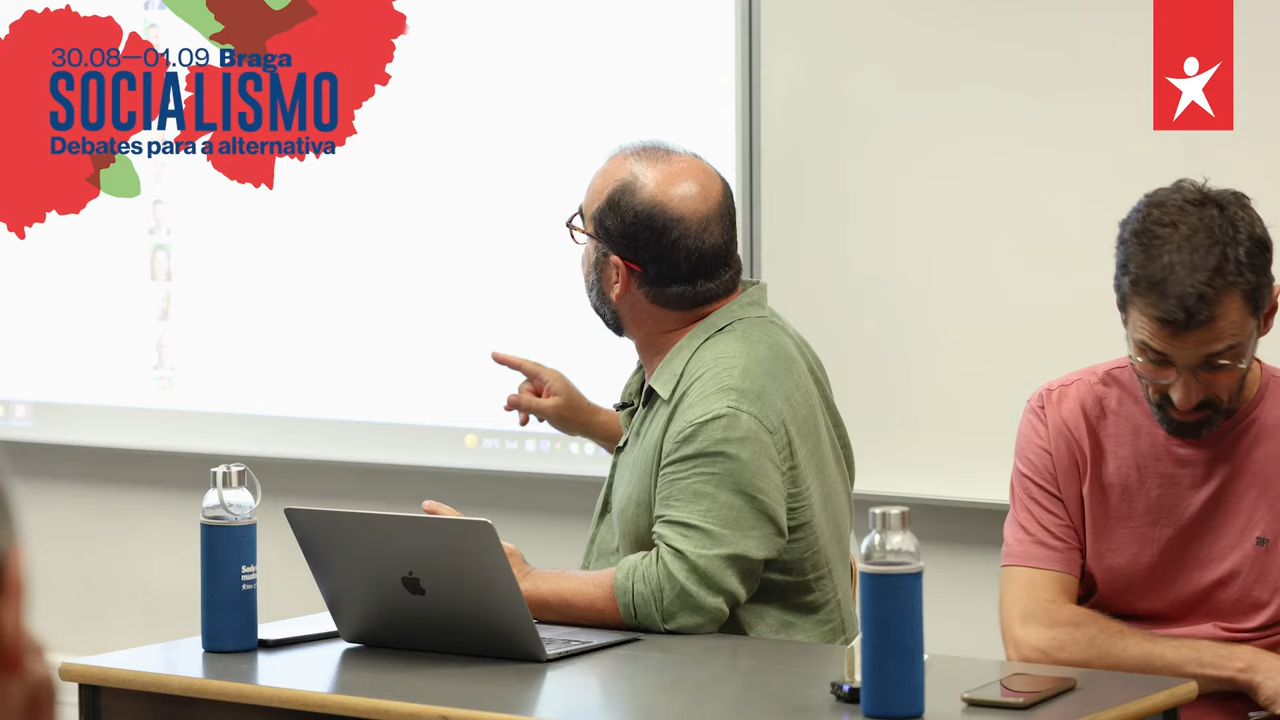 30.08—01.09 Braga
SOCIALISMO
Debates para a alternativa